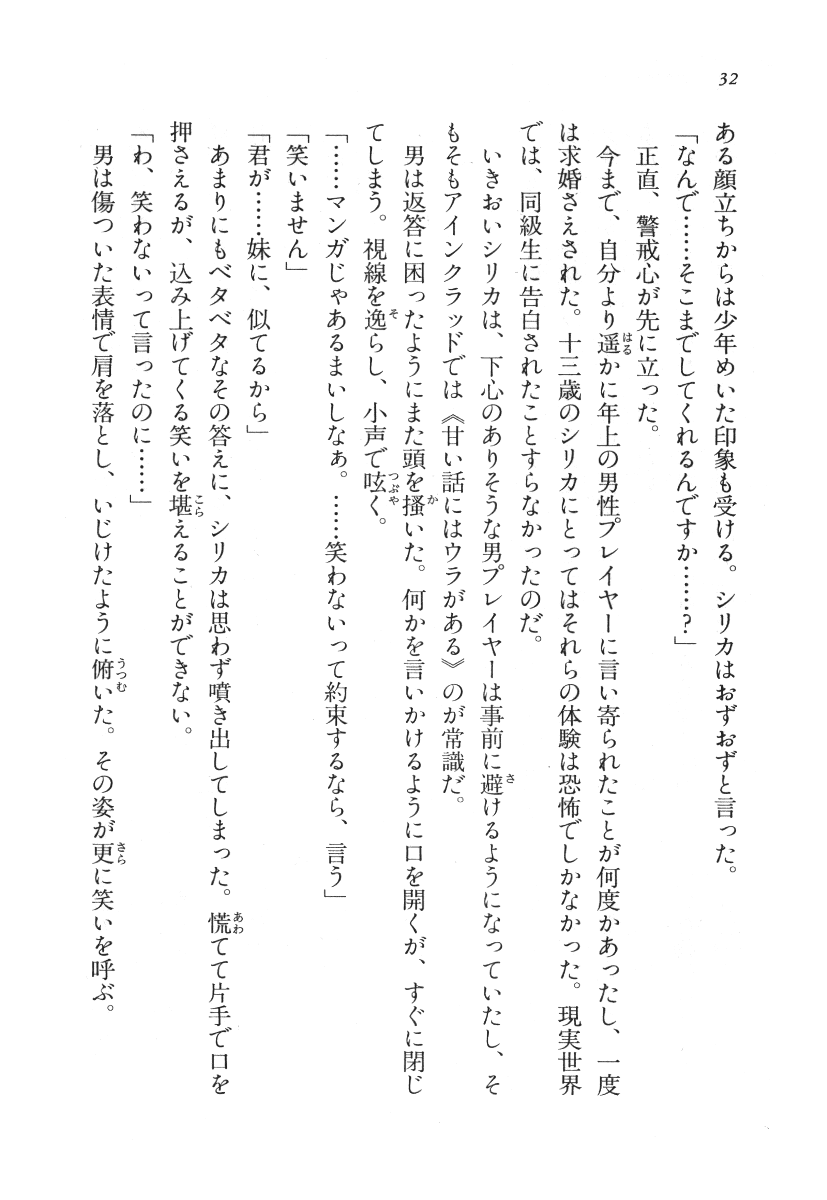 32
ある顔立ちからは少年めいた印象も受ける。シリカはおずおずと言った。
「なんで……そこまでしてくれるんですか……?」
正直、警戒心が先に立った。
今まで、自分より遥かに年上の男性プレイヤーに言い寄られたことが何度かあったし、一度
は求婚さえされた。十三歳のシリカにとってはそれらの体験は恐怖でしかなかった。現実世界
では、同級生に告白されたことすらなかったのだ。
いきおいシリカは、下心のありそうな男プレイヤーは事前に避けるようになっていたし、そ
もそもアインクラッドでは《甘い話にはウラがある》のが常識だ。
男は返答に困ったようにまた頭を掻いた。何かを言いかけるように口を開くが、すぐに閉じ
てしまう。視線を逸らし、小声で呟く。
「……マンガじゃあるまいしなぁ。……笑わないって約束するなら、言う」
「笑いません」
「君が……妹に、似てるから」
あまりにもベタベタなその答えに、シリカは思わず噴き出してしまった。慌てて片手で口を
押さえるが、込み上げてくる笑いを堪えることができない。
「わ、笑わないって言ったのに……」
男は傷ついた表情で肩を落とし、いじけたように俯いた。その姿が更に笑いを呼ぶ。